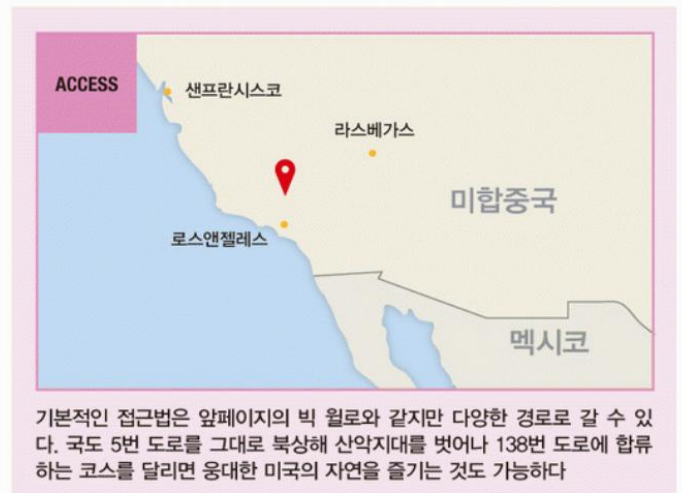 ACCESS
샌프란시스코
라스베가스
미합중국
로스앤젤레스
멕시코
기본적인 접근법은 앞페이지의 빅 윌로와 같지만 다양한 경로로 갈 수 있
다. 국도 5번 도로를 그대로 북상해 산악지대를 벗어나 138번 도로에 합류
하는 코스를 달리면 웅대한 미국의 자연을 즐기는 것도 가능하다